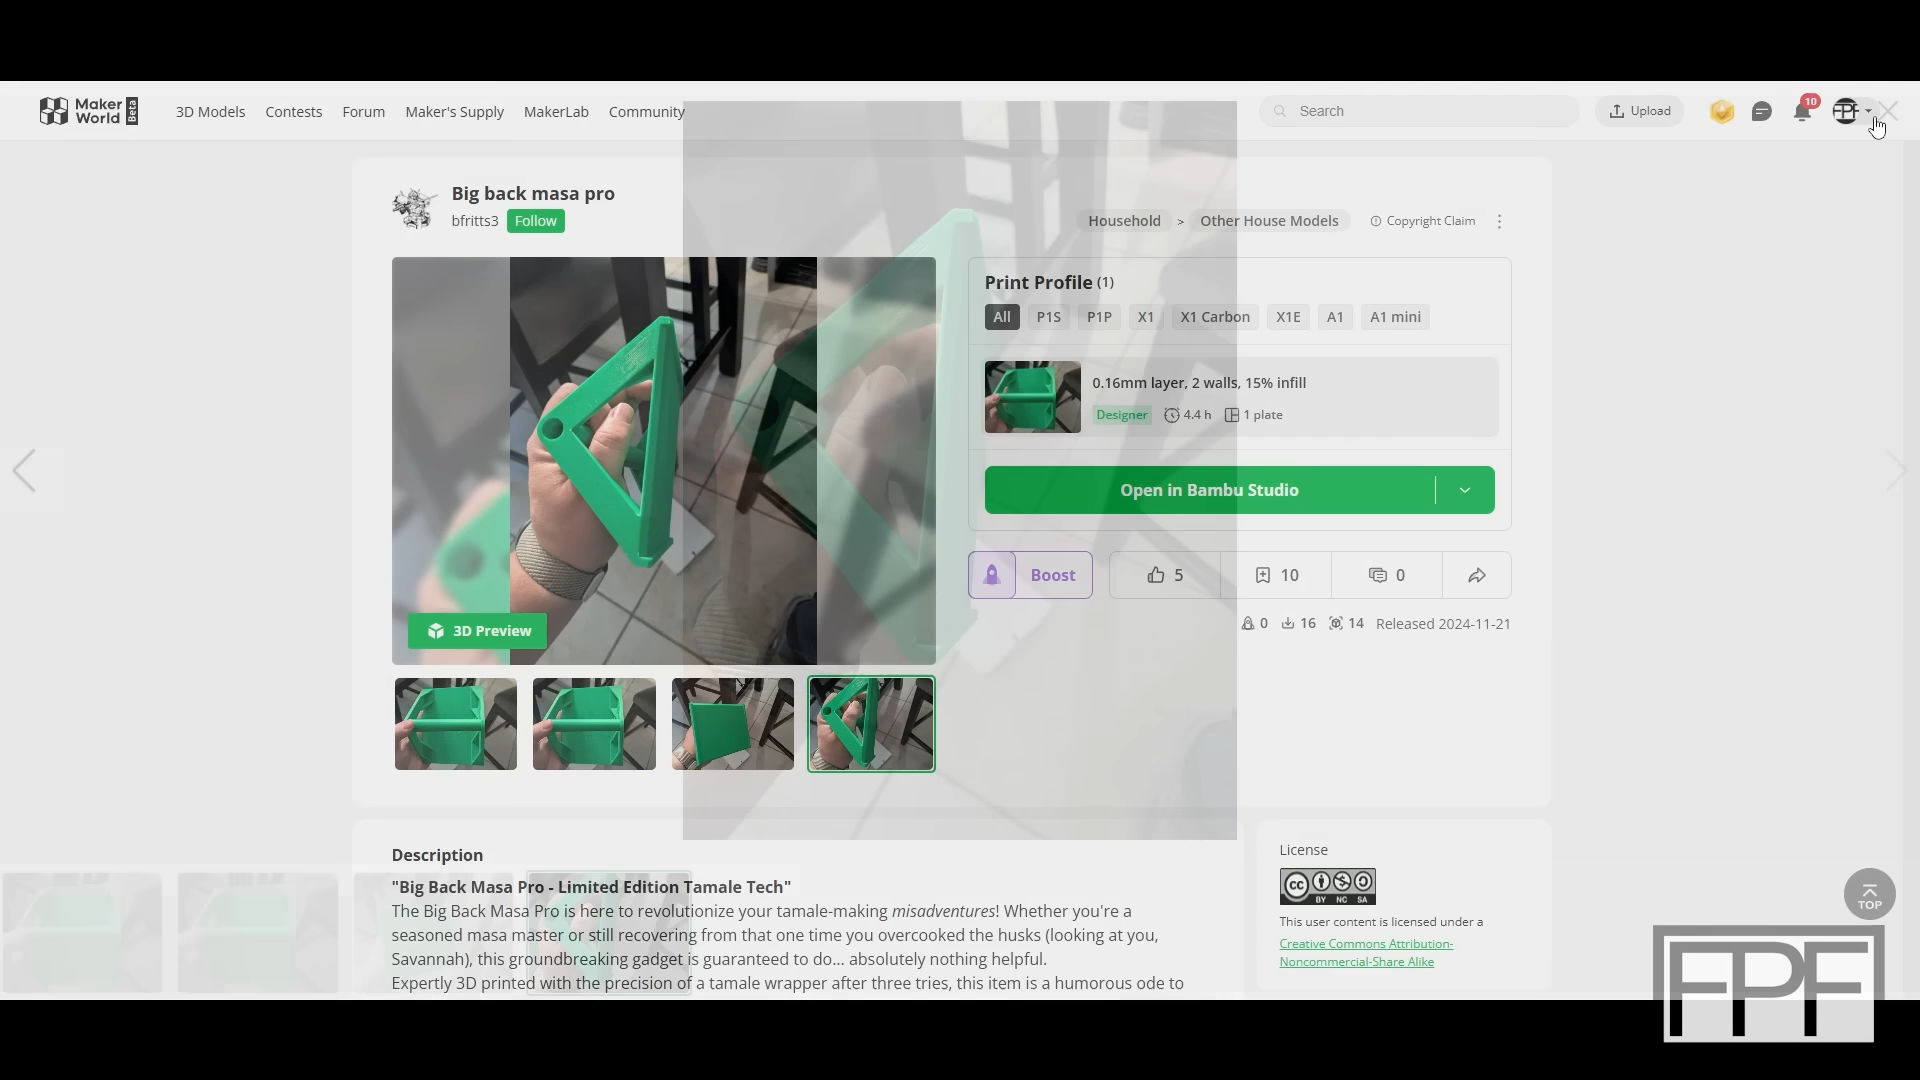 Maker World Beta
3D Models Contests Forum Maker's Supply MakerLab Community
Search
Upload
10
FPF
Big back masa pro
bfritts3 Follow
Household > Other House Models Copyright Claim
Print Profile (1)
All P1S P1P X1 X1 Carbon X1E A1 A1 mini
0.16mm layer, 2 walls, 15% infill
Designer 4.4 h 1 plate
Open in Bambu Studio
Boost 5 10 0
0 16 14 Released 2024-11-21
3D Preview
Description
"Big Back Masa Pro - Limited Edition Tamale Tech"
The Big Back Masa Pro is here to revolutionize your tamale-making misadventures! Whether you're a
seasoned masa master or still recovering from that one time you overcooked the husks (looking at you,
Savannah), this groundbreaking gadget is guaranteed to do... absolutely nothing helpful.
Expertly 3D printed with the precision of a tamale wrapper after three tries, this item is a humorous ode to
License
CC BY NC SA
This user content is licensed under a
Creative Commons Attribution-
Noncommercial-Share Alike
TOP
FPF